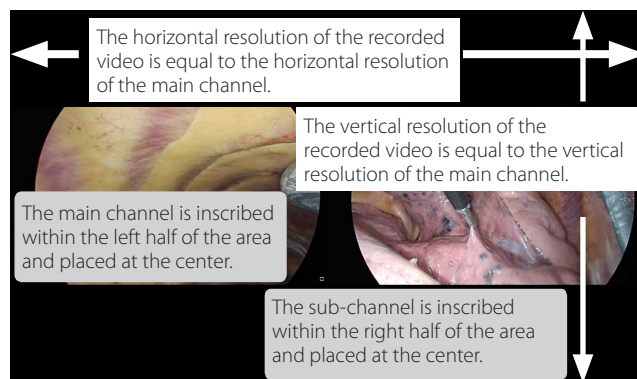 The horizontal resolution of the recorded
video is equal to the horizontal resolution
of the main channel.
The vertical resolution of the
recorded video is equal to the vertical
resolution of the main channel.
The main channel is inscribed
within the left half of the area
and placed at the center.
The sub-channel is inscribed
within the right half of the area
and placed at the center.